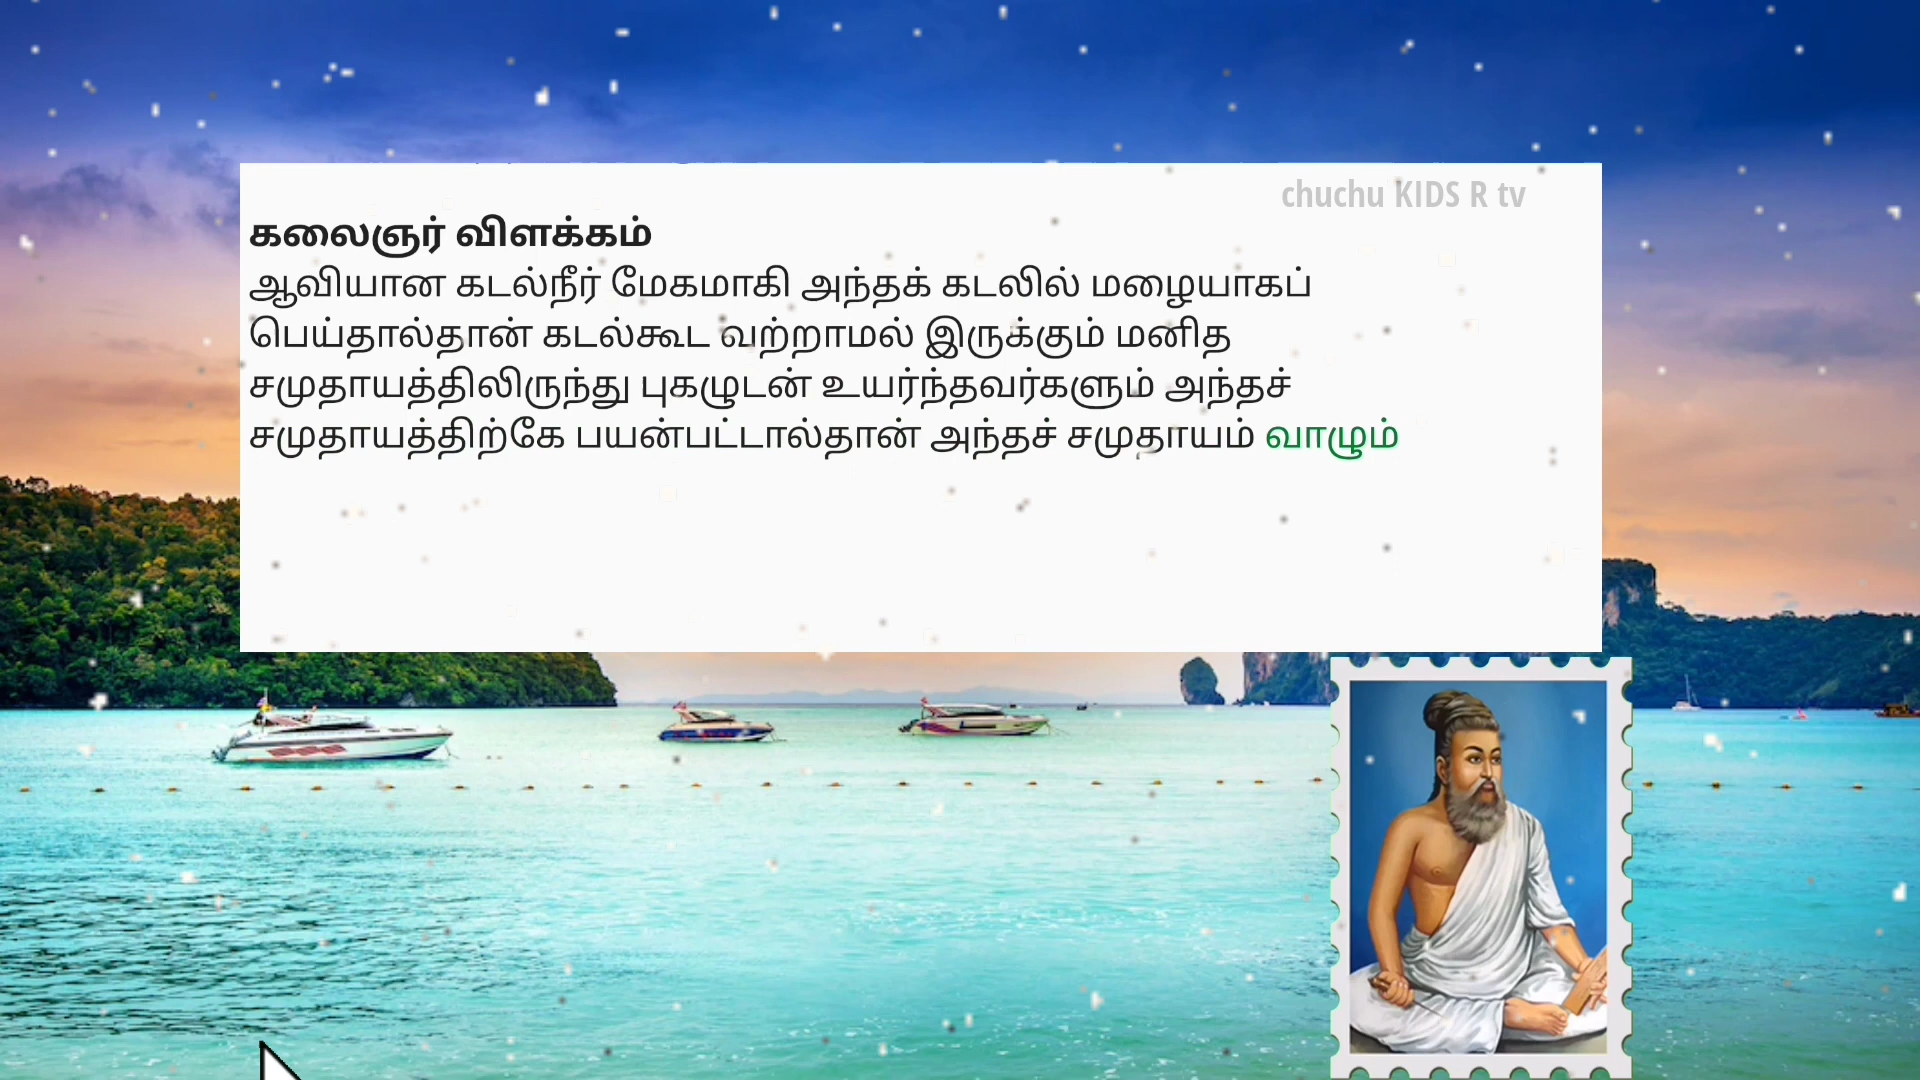 chuchu KIDS R tv
கலைஞர் விளக்கம்
ஆவியான கடல்நீர் மேகமாகி அந்தக் கடலில் மழையாகப்
பெய்தால்தான் கடல்கூட வற்றாமல் இருக்கும் மனித
சமுதாயத்திலிருந்து புகழுடன் உயர்ந்தவர்களும் அந்தச்
சமுதாயத்திற்கே பயன்பட்டால்தான் அந்தச் சமுதாயம் வாழும்